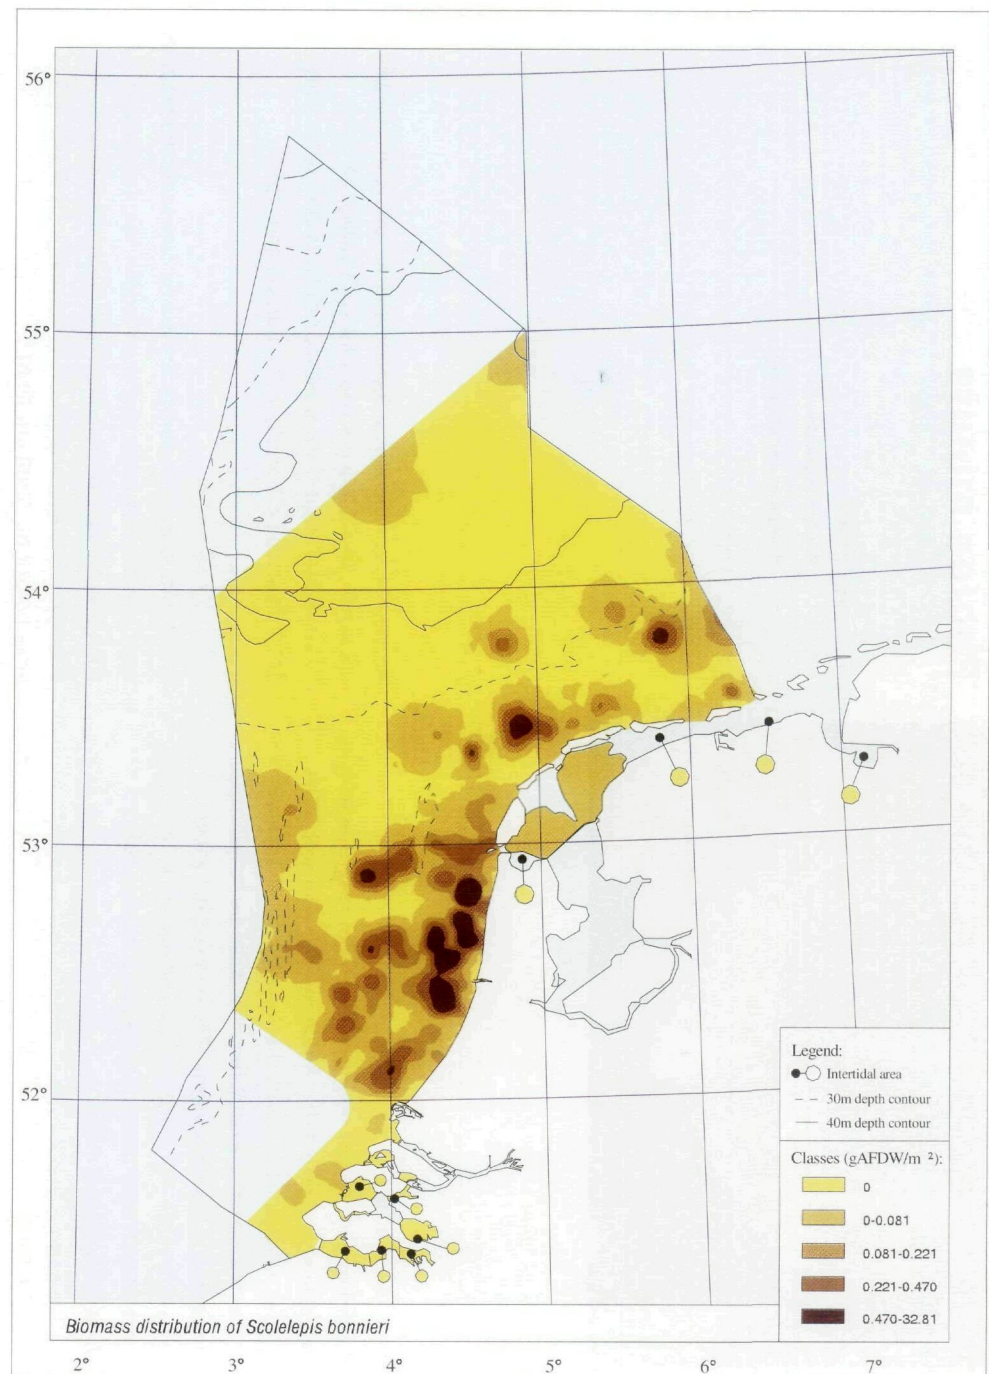 56°
55°
54°
53°
52°
Legend:
Intertidal area
30m depth contour
40m depth contour
Classes (gAFDW/m ²):
0
0-0.081
0.081-0.221
0.221-0.470
0.470-32.81
Biomass distribution of Scolelepis bonnieri
2° 3° 4° 5° 6° 7°